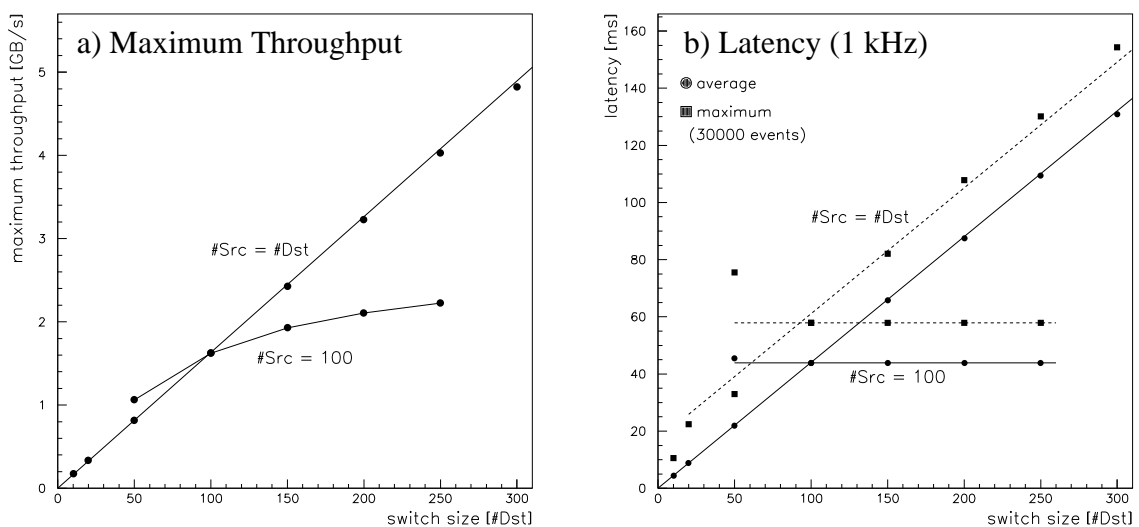 a) Maximum Throughput
maximum throughput [GB/s]
5
4
3
2
1
0
#Src = #Dst
#Src = 100
0 50 100 150 200 250 300
switch size [#Dst]
b) Latency (1 kHz)
latency [ms]
average
maximum
(30000 events)
160
140
120
100
80
60
40
20
0
#Src = #Dst
#Src = 100
0 50 100 150 200 250 300
switch size [#Dst]